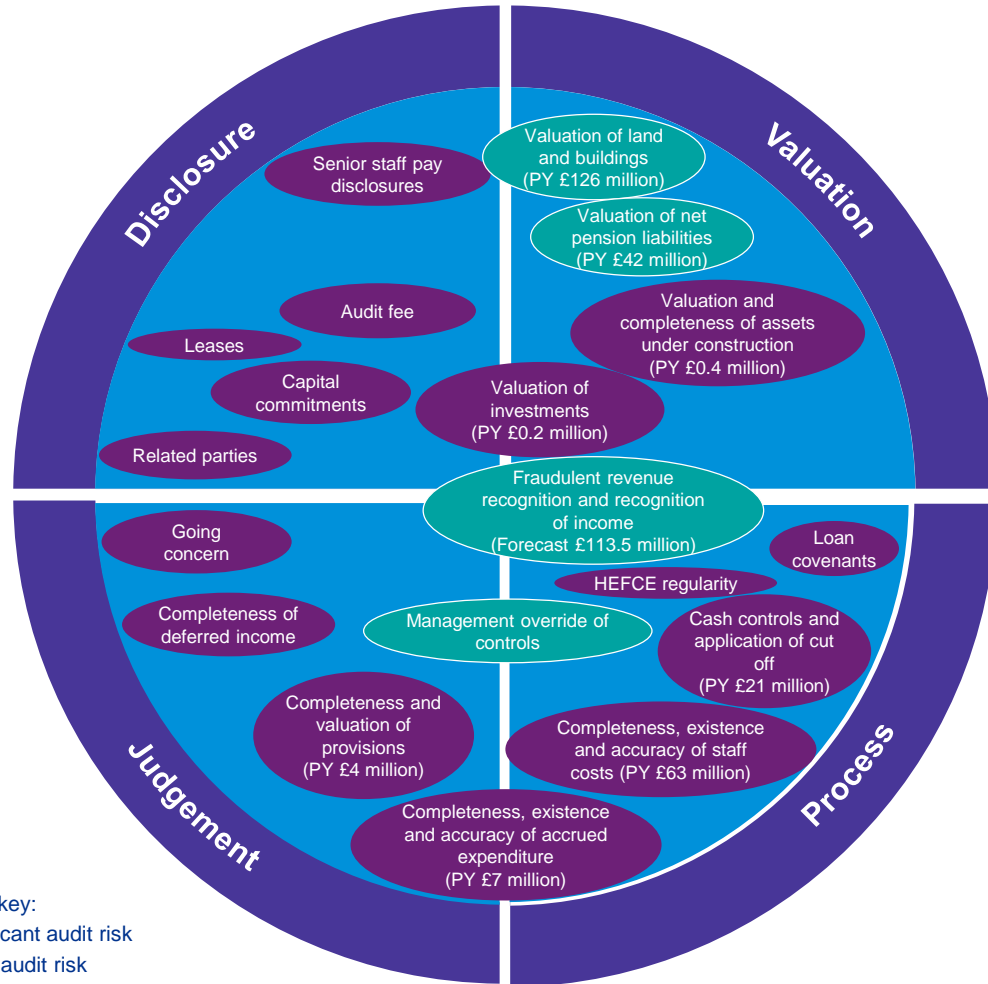 Disclosure
Valuation
Senior staff pay
disclosures
Valuation of land
and buildings
(PY £126 million)
Valuation of net
pension liabilities
(PY £42 million)
Audit fee
Leases
Capital
commitments
Valuation and
completeness of assets
under construction
(PY £0.4 million)
Valuation of
investments
(PY £0.2 million)
Related parties
Fraudulent revenue
recognition and recognition
of income
(Forecast £113.5 million)
Going
concern
Loan
covenants
HEFCE regularity
Completeness of
deferred income
Management override of
controls
Cash controls and
application of cut
off
(PY £21 million)
Completeness and
valuation of
provisions
(PY £4 million)
Completeness, existence
and accuracy of staff
costs (PY £63 million)
Completeness, existence
and accuracy of accrued
expenditure
(PY £7 million)
Judgement
Process
key:
cant audit risk
audit risk